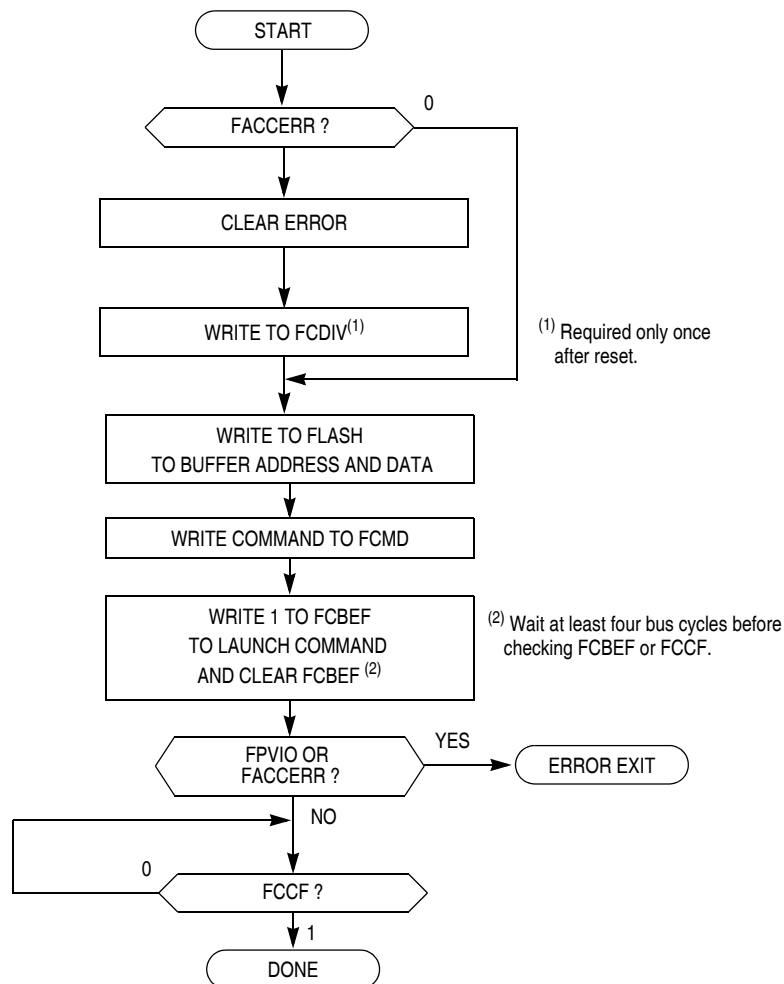 START
0
FACCERR ?
CLEAR ERROR
WRITE TO FCDIV(1)
(1) Required only once
after reset.
WRITE TO FLASH
TO BUFFER ADDRESS AND DATA
WRITE COMMAND TO FCMD
WRITE 1 TO FCBEF
TO LAUNCH COMMAND
AND CLEAR FCBEF (2)
(2) Wait at least four bus cycles before
checking FCBEF or FCCF.
FPVIO OR
FACCERR ?
YES
ERROR EXIT
NO
0
FCCF ?
1
DONE